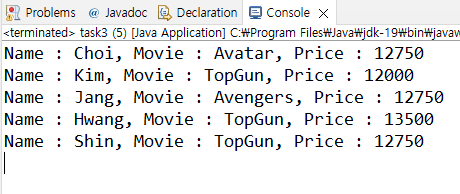 Problems @ Javadoc Declaration Console ×
<terminated> task3 (5) [Java Application] C:₩Program Files₩Java₩jdk-19₩bin₩javaw
Name : Choi, Movie : Avatar, Price : 12750
Name : Kim, Movie : TopGun, Price : 12000
Name : Jang, Movie : Avengers, Price : 12750
Name : Hwang, Movie : TopGun, Price : 13500
Name : Shin, Movie : TopGun, Price : 12750